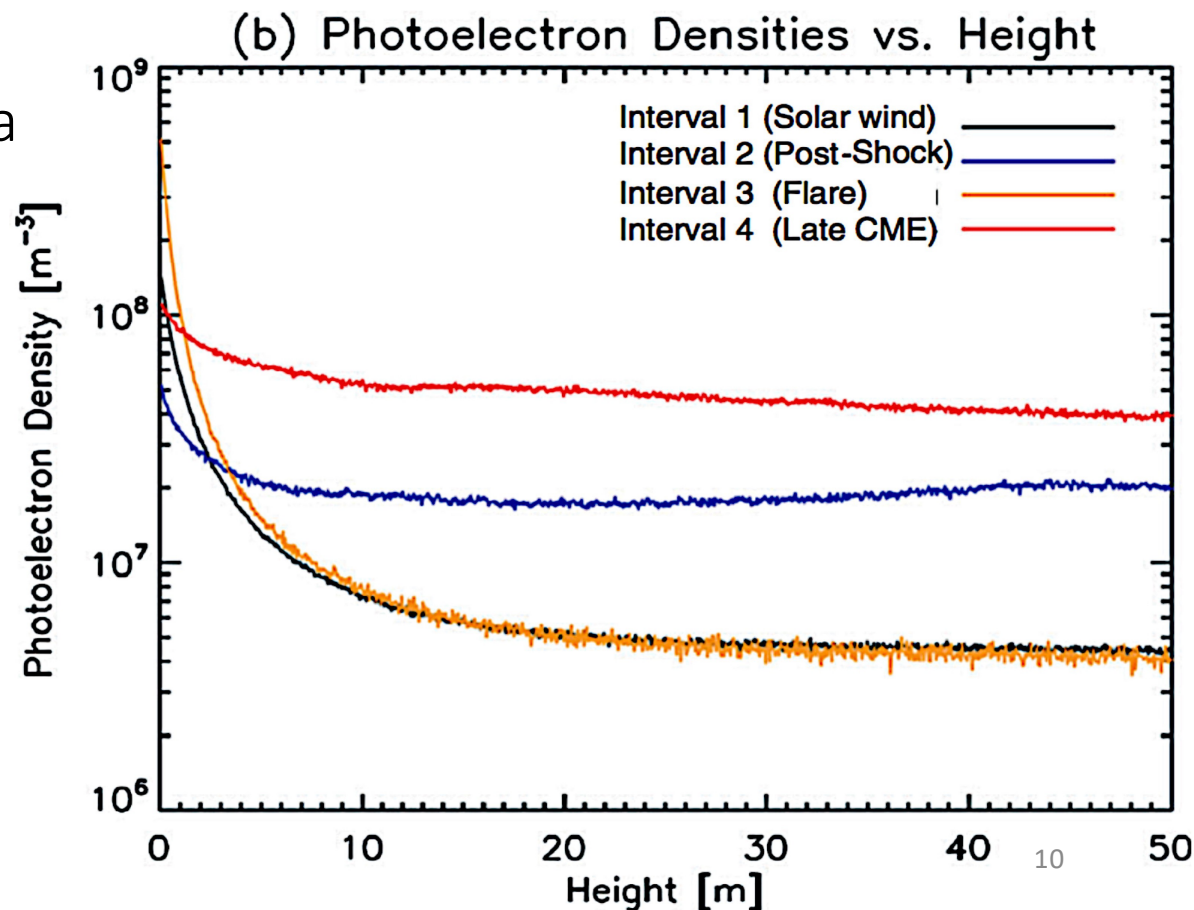 (b) Photoelectron Densities vs. Height
a
Photoelectron Density [m⁻³]
10⁹
10⁸
10⁷
10⁶
Interval 1 (Solar wind)
Interval 2 (Post-Shock)
Interval 3 (Flare)
Interval 4 (Late CME)
0 10 20 30 40 50
10
Height [m]